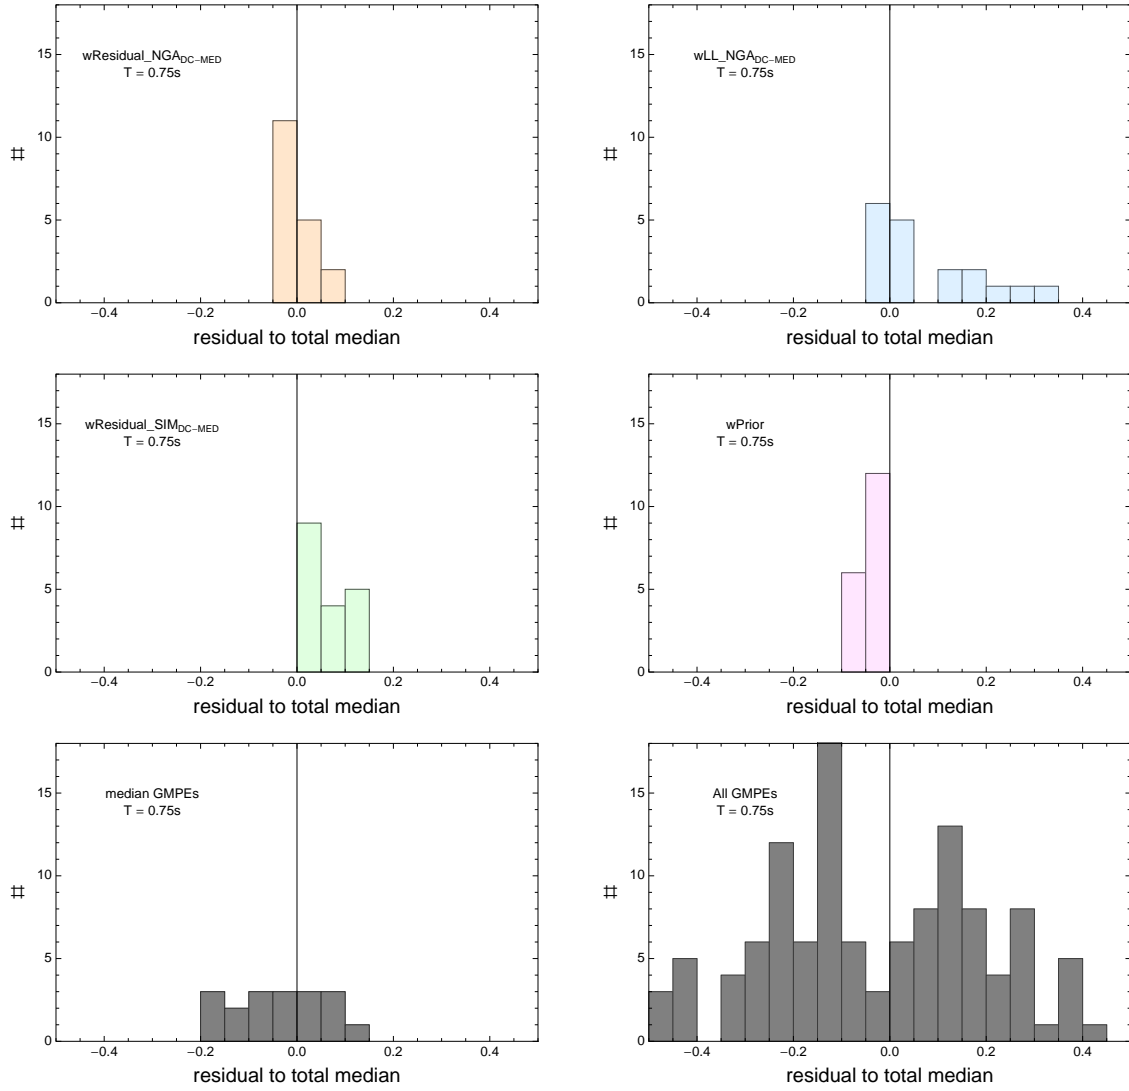 wResidual_NGADC−MED
T = 0.75s
#
0
5
10
15
−0.4 −0.2 0.0 0.2 0.4
residual to total median
wLL_NGADC−MED
T = 0.75s
#
0
5
10
15
−0.4 −0.2 0.0 0.2 0.4
residual to total median
wResidual_SIMDC−MED
T = 0.75s
#
0
5
10
15
−0.4 −0.2 0.0 0.2 0.4
residual to total median
wPrior
T = 0.75s
#
0
5
10
15
−0.4 −0.2 0.0 0.2 0.4
residual to total median
median GMPEs
T = 0.75s
#
0
5
10
15
−0.4 −0.2 0.0 0.2 0.4
residual to total median
All GMPEs
T = 0.75s
#
0
5
10
15
−0.4 −0.2 0.0 0.2 0.4
residual to total median